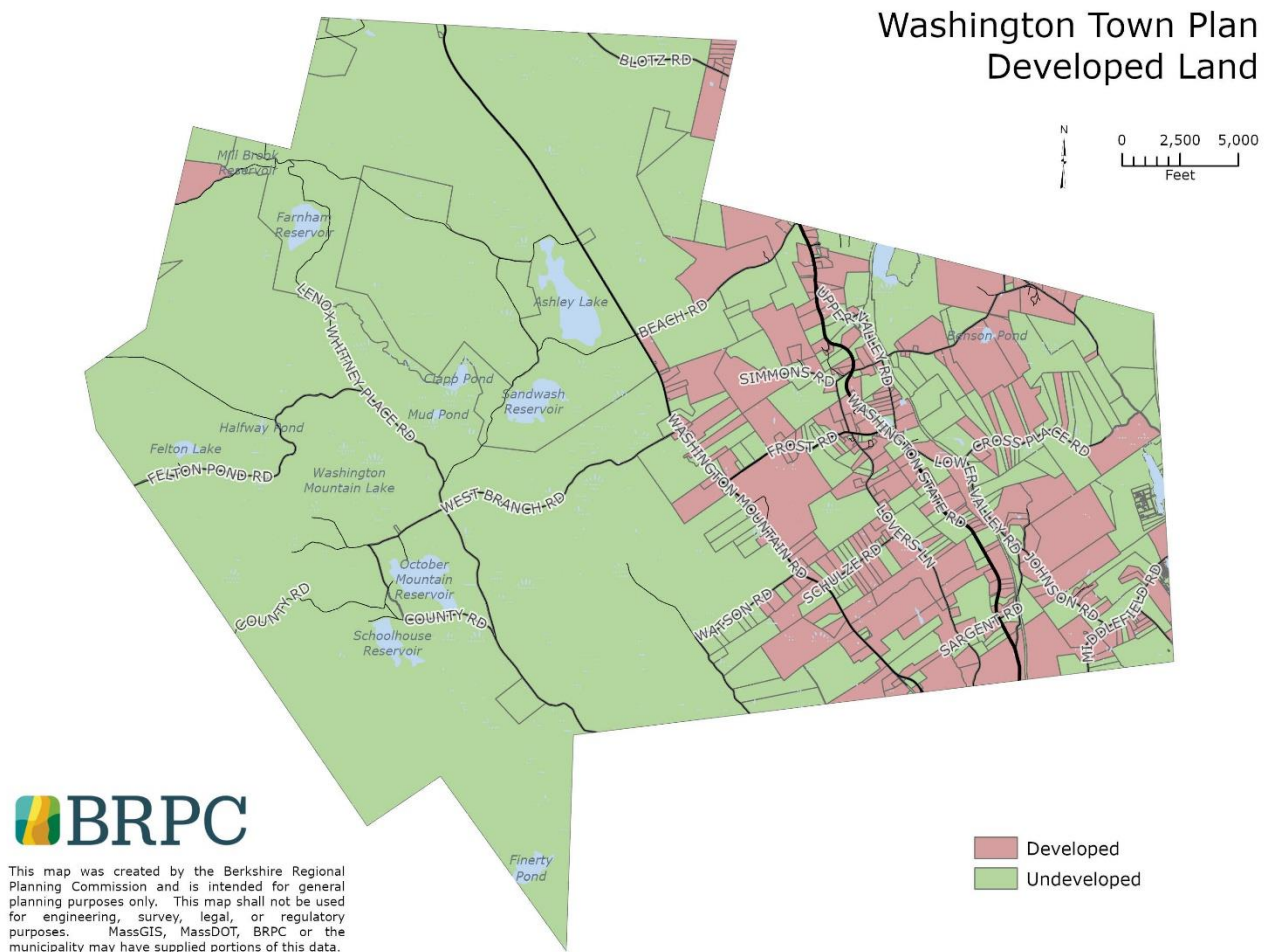 Washington Town Plan
Developed Land
N
0 2,500 5,000
Feet
BLOTZ RD
Mill Brook
Reservoir
Farnham
Reservoir
LENOX-WHITNEY PLACE RD
Ashley Lake
BEACH RD
UPPER VALLEY RD
Benson Pond
SIMMONS RD
Clapp Pond
Mud Pond
Sandwash
Reservoir
Halfway Pond
Felton Lake
FELTON POND RD
Washington
Mountain Lake
WEST BRANCH RD
WASHINGTON MOUNTAIN RD
FROST RD
WASHINGTON STATE RD
CROSS PLACE RD
LOWER VALLEY RD
LOVERS LN
SCHULZE RD
JOHNSON RD
MIDDLEFIELD RD
WATSON RD
SARGENT RD
October
Mountain
Reservoir
COUNTY RD
COUNTY RD
Schoolhouse
Reservoir
Finerty
Pond
BRPC
This map was created by the Berkshire Regional
Planning Commission and is intended for general
planning purposes only. This map shall not be used
for engineering, survey, legal, or regulatory
purposes. MassGIS, MassDOT, BRPC or the
municipality may have supplied portions of this data.
Developed
Undeveloped